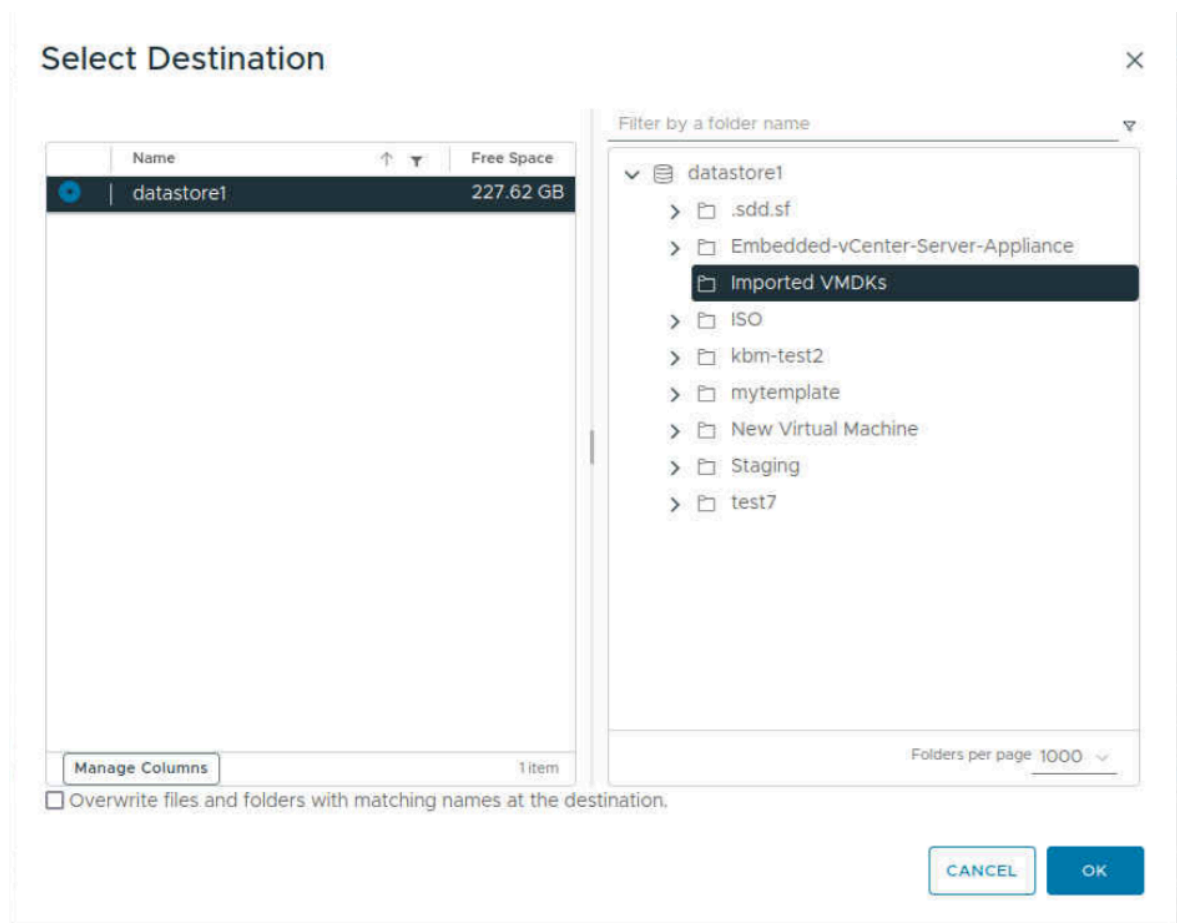 Select Destination
Filter by a folder name
Name Free Space
datastore1 227.62 GB
datastore1
.sdd.sf
Embedded-vCenter-Server-Appliance
Imported VMDKs
ISO
kbm-test2
mytemplate
New Virtual Machine
Staging
test7
Manage Columns 1 item
Folders per page 1000
Overwrite files and folders with matching names at the destination.
CANCEL OK